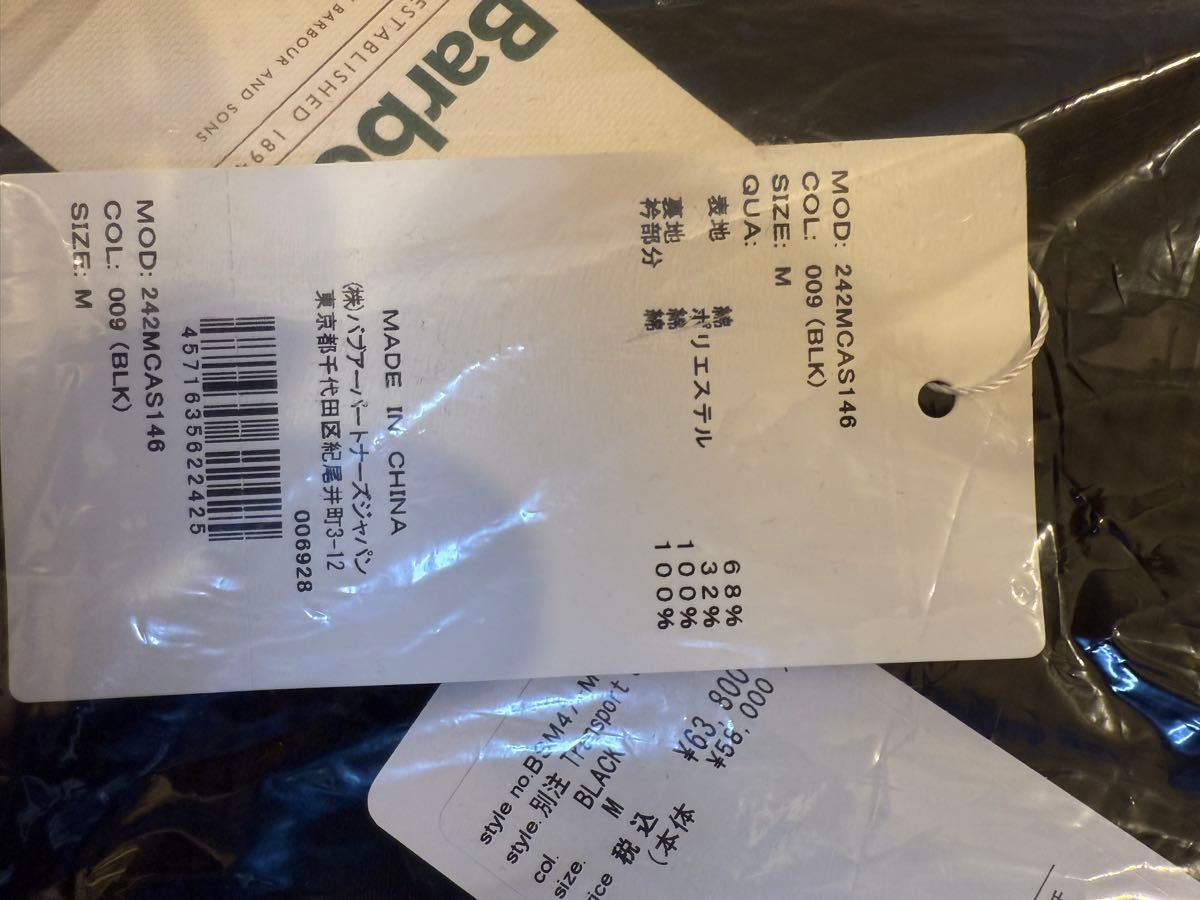 Barbo
ESTABLISHED 1894
BARBOUR AND SONS
MOD: 242MCAS146
COL: 009 (BLK)
SIZE: M
QUA:
表地 綿 68%
ポリエステル 32%
裏地 綿 100%
衿部分 綿 100%
MADE IN CHINA
(株)バブアーパートナーズジャパン
東京都千代田区紀尾井町3-12
006928
4571635622425
MOD: 242MCAS146
COL: 009 (BLK)
SIZE: M
style no.
style. 別注 Transport
col. BLACK
size. M
rice 税込 ¥63,800
(本体 ¥58,000